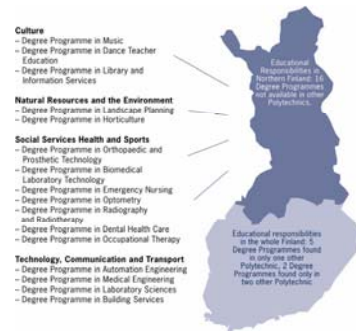 Culture
– Degree Programme in Music
– Degree Programme in Dance Teacher
Education
– Degree Programme in Library and
Information Services
Natural Resources and the Environment
– Degree Programme in Landscape Planning
– Degree Programme in Horticulture
Social Services Health and Sports
– Degree Programme in Orthopaedic and
Prosthetic Technology
– Degree Programme in Biomedical
Laboratory Technology
– Degree Programme in Emergency Nursing
– Degree Programme in Optometry
– Degree Programme in Radiography
and Radiotherapy
– Degree Programme in Dental Health Care
– Degree Programme in Occupational Therapy
Technology, Communication and Transport
– Degree Programme in Automation Engineering
– Degree Programme in Medical Engineering
– Degree Programme in Laboratory Sciences
– Degree Programme in Building Services
Educational
Responsibilities in
Northern Finland: 16
Degree Programmes
not available in other
Polytechnics.
Educational responsibilities
in the whole Finland: 5
Degree Programmes found
in only one other
Polytechnic, 2 Degree
Programmes found only in
two other Polytechnic